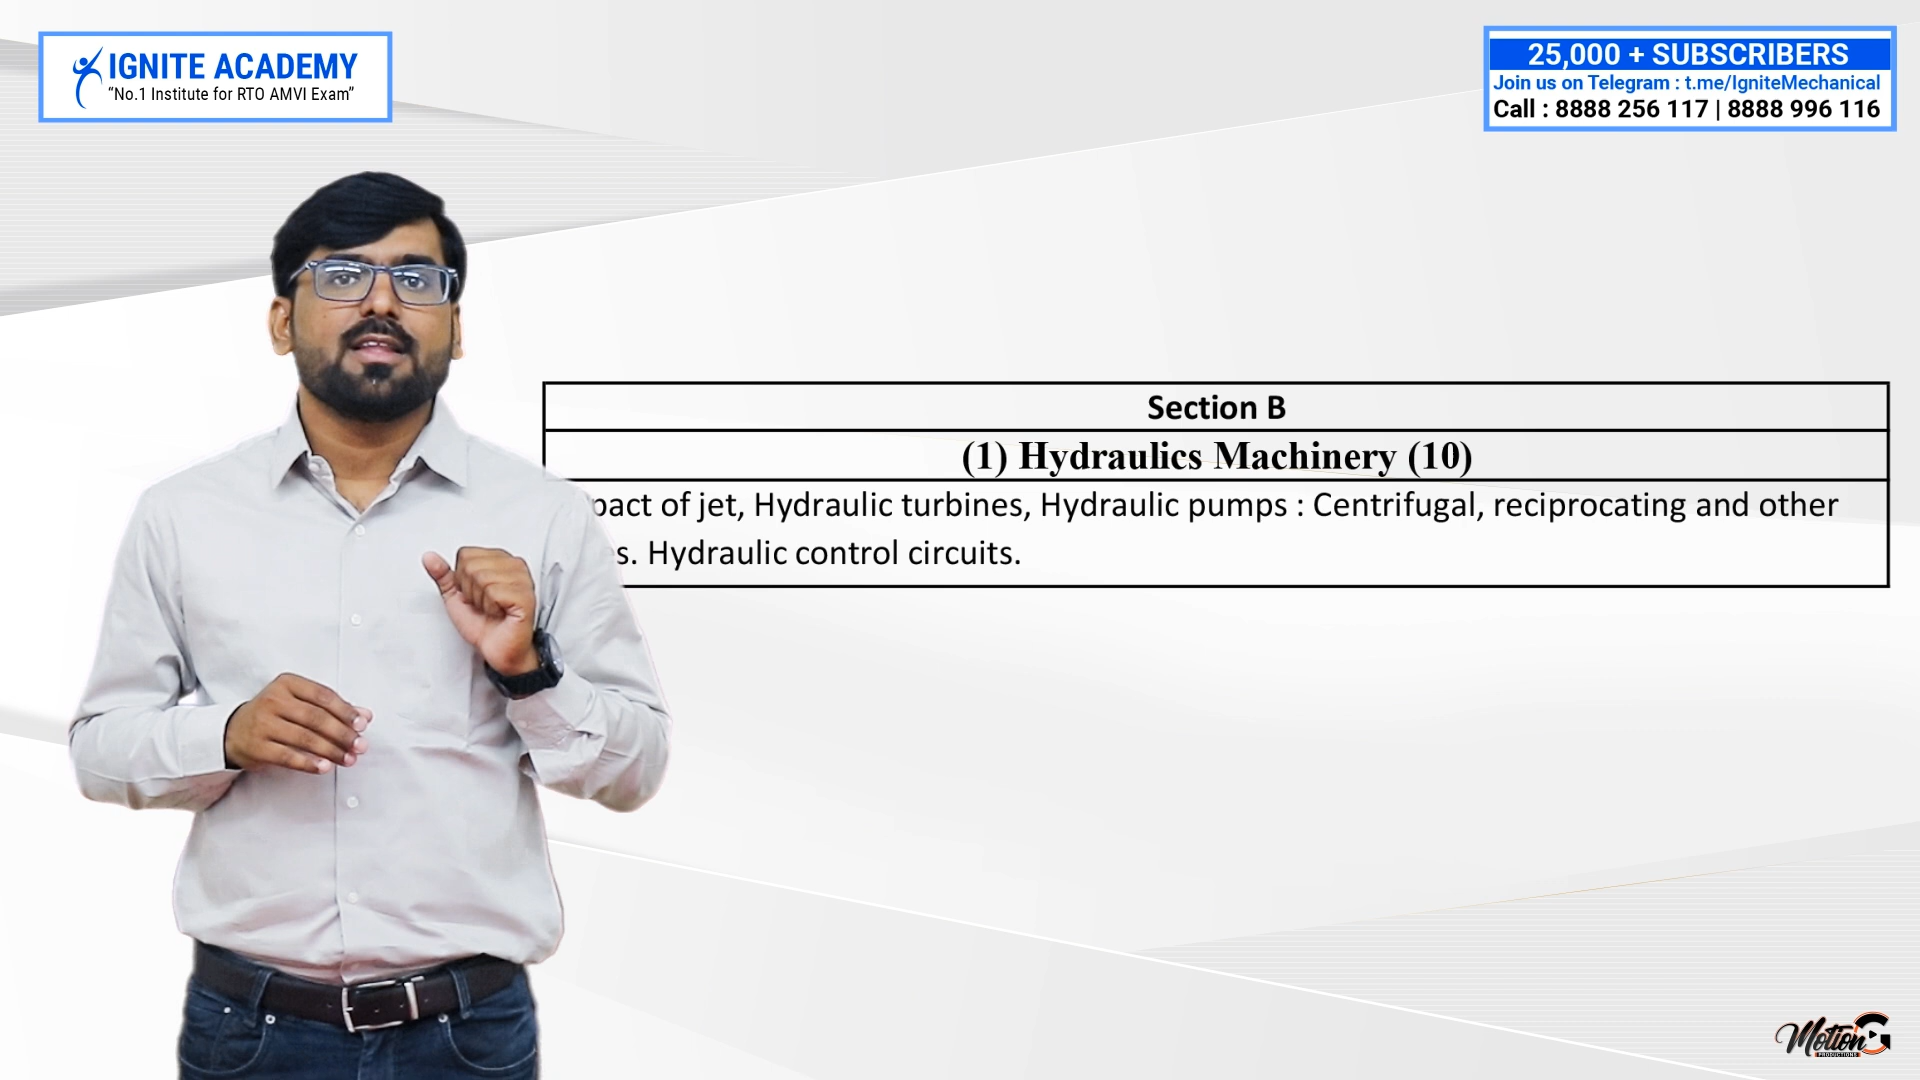 IGNITE ACADEMY
“No.1 Institute for RTO AMVI Exam”
25,000 + SUBSCRIBERS
Join us on Telegram : t.me/IgniteMechanical
Call : 8888 256 117 | 8888 996 116
Section B
(1) Hydraulics Machinery (10)
of jet, Hydraulic turbines, Hydraulic pumps : Centrifugal, reciprocating and other
Hydraulic control circuits.
Motion G
PRODUCTIONS